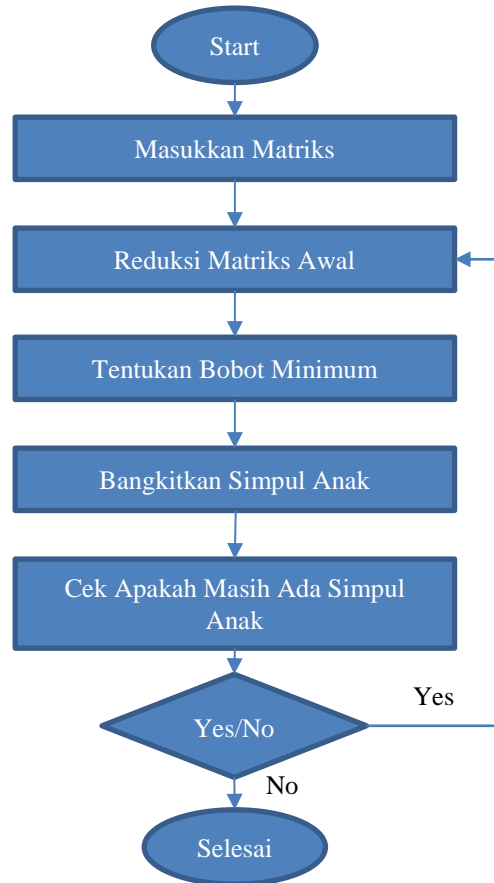 Start
Masukkan Matriks
Reduksi Matriks Awal
Tentukan Bobot Minimum
Bangkitkan Simpul Anak
Cek Apakah Masih Ada Simpul
Anak
Yes
Yes/No
No
Selesai